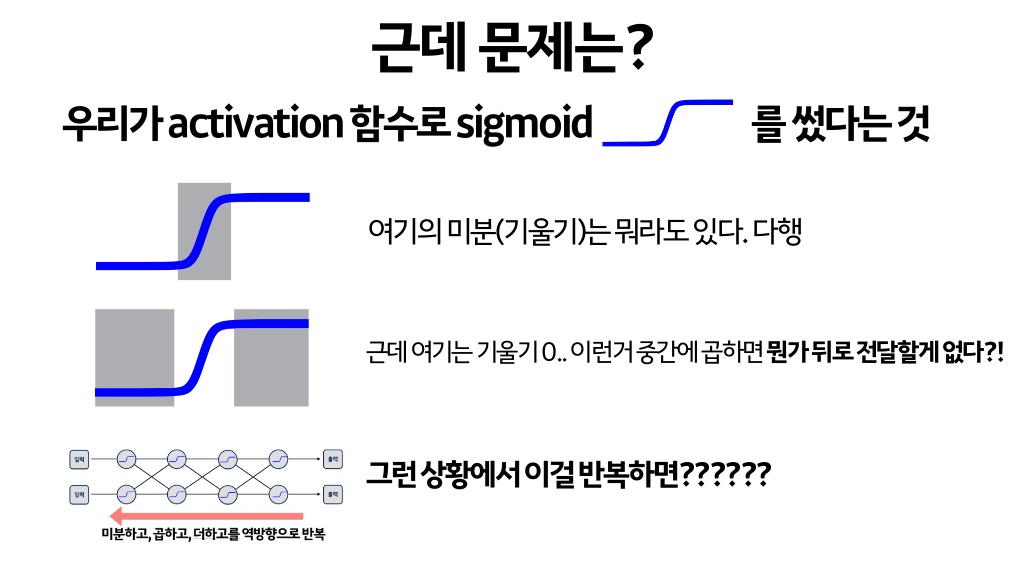 근데 문제는?
우리가 activation 함수로 sigmoid 를 썼다는 것
여기의 미분(기울기)는 뭐라도 있다. 다행
근데 여기는 기울기 0.. 이런거 중간에 곱하면 뭔가 뒤로 전달할게 없다?!
입력 출력
입력 출력
그런 상황에서 이걸 반복하면??????
미분하고, 곱하고, 더하고를 역방향으로 반복